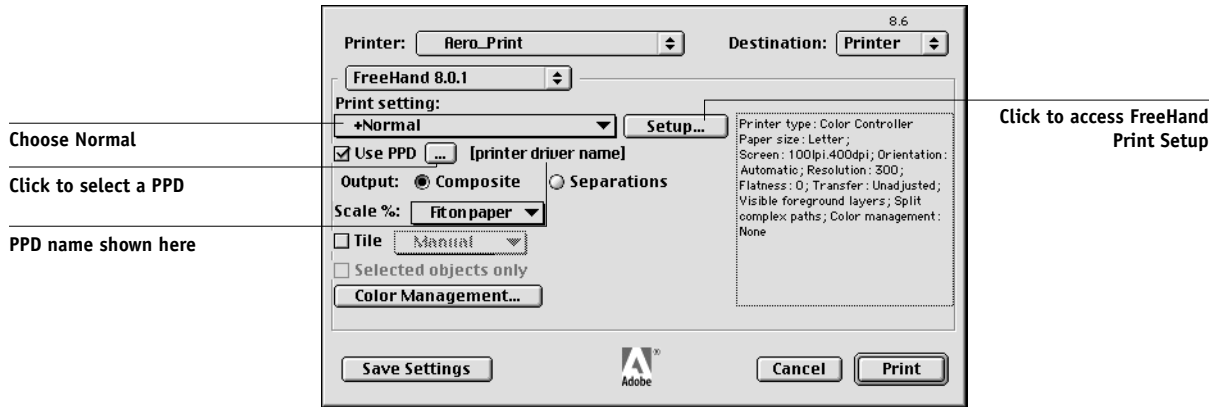 8.6
Printer: Aero_Print Destination: Printer
FreeHand 8.0.1
Print setting:
+Normal Setup...
Use PPD ... [printer driver name]
Output: Composite Separations
Scale %: Fit on paper
Tile Manual
Selected objects only
Color Management...
Printer type: Color Controller
Paper size: Letter;
Screen: 100lpi.400dpi; Orientation:
Automatic; Resolution: 300;
Flatness: 0; Transfer: Unadjusted;
Visible foreground layers; Split
complex paths; Color management:
None
Save Settings
Adobe
®
Cancel Print
Choose Normal
Click to select a PPD
PPD name shown here
Click to access FreeHand
Print Setup